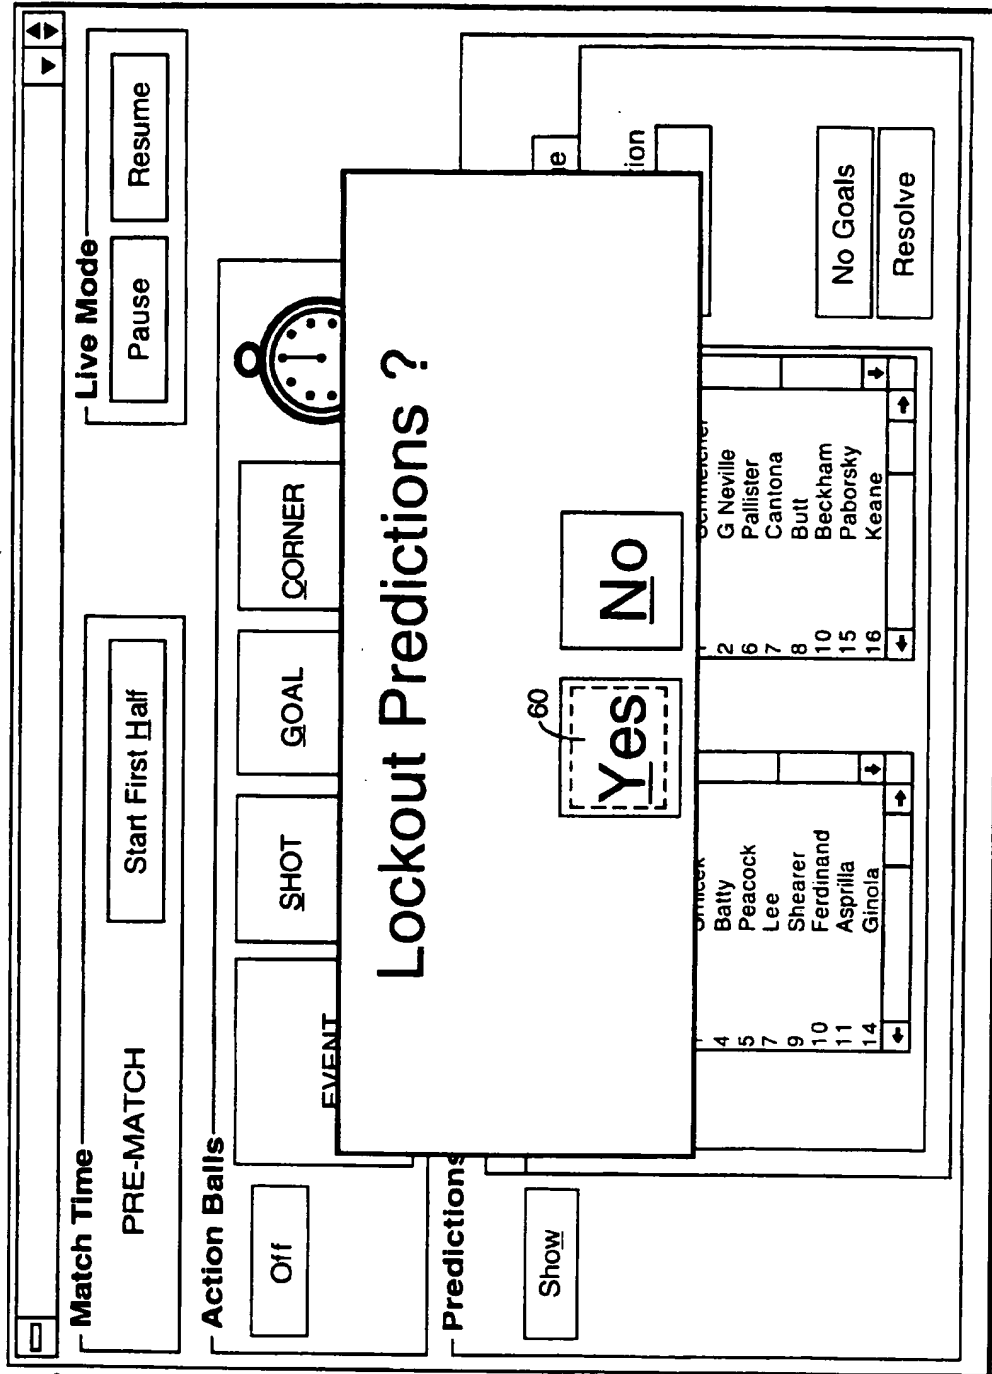 Match Time
PRE-MATCH
Start First Half
Live Mode
Pause
Resume
Action Balls
Off
EVENT
SHOT
GOAL
CORNER
Lockout Predictions ?
60
Yes
No
Predictions
Show
4 Batty
5 Peacock
7 Lee
9 Shearer
10 Ferdinand
11 Asprilla
14 Ginola
2 G Neville
6 Pallister
7 Cantona
8 Butt
10 Beckham
15 Paborsky
16 Keane
No Goals
Resolve